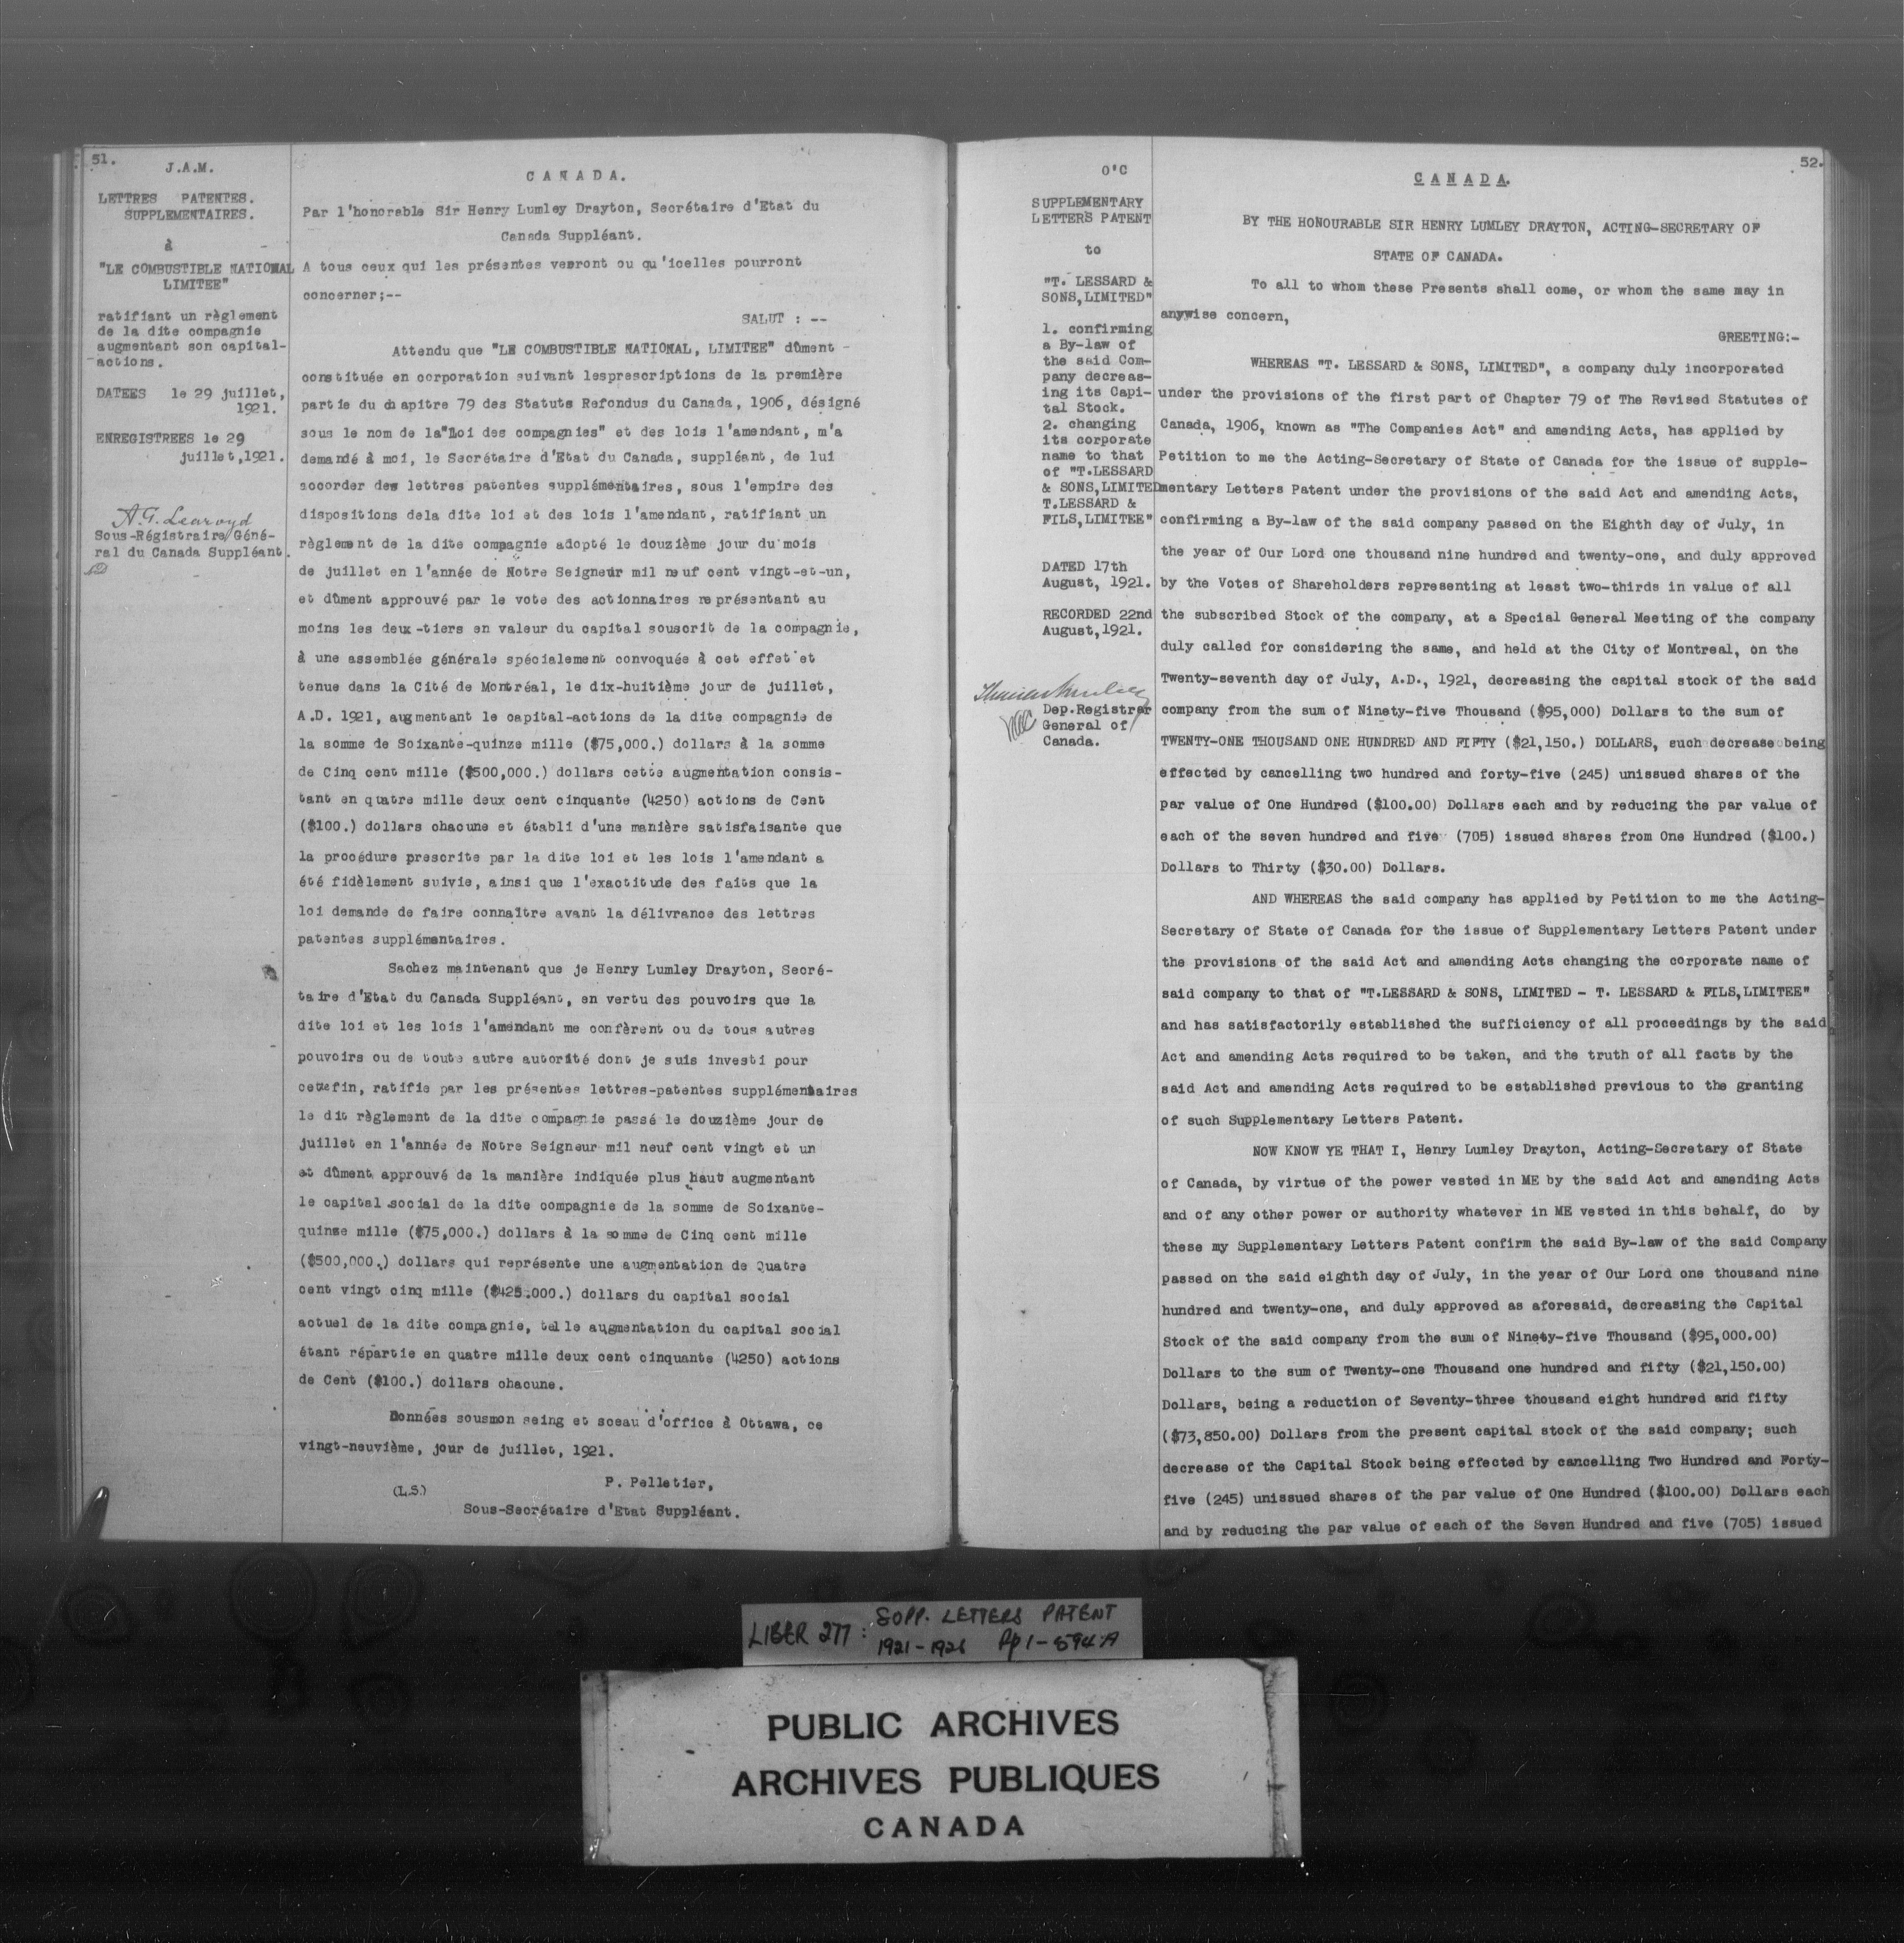 51.
J.A.M.
LETTRES PATENTES.
SUPPLEMENTAIRES.
à
"LE COMBUSTIBLE NATIONAL
LIMITEE"
ratifiant un règlement
de la dite compagnie
augmentant son capital-
actions.
DATEES le 29 juillet,
1921.
ENREGISTREES le 29
juillet,1921.
A.G. Learoyd
Sous-Régistraire Géné-
ral du Canada Suppléant.
CANADA.
Par l'honorable Sir Henry Lumley Drayton, Secrétaire d'Etat du
Canada Suppléant.
A tous ceux qui les présentes verront ou qu'icelles pourront
concerner;--
SALUT : --
Attendu que "LE COMBUSTIBLE NATIONAL, LIMITEE" dûment -
constituée en corporation suivant lesprescriptions de la première
partie du chapitre 79 des Statuts Refondus du Canada, 1906, désigné
sous le nom de la"Loi des compagnies" et des lois l'amendant, m'a
demandé à moi, le Secrétaire d'Etat du Canada, suppléant, de lui
accorder des lettres patentes supplémentaires, sous l'empire des
dispositions dela dite loi et des lois l'amendant, ratifiant un
règlement de la dite compagnie adopté le douzième jour du mois
de juillet en l'année de Notre Seigneur mil neuf cent vingt-et-un,
et dûment approuvé par le vote des actionnaires représentant au
moins les deux-tiers en valeur du capital souscrit de la compagnie,
à une assemblée générale spécialement convoquée à cet effet et
tenue dans la Cité de Montréal, le dix-huitième jour de juillet,
A.D. 1921, augmentant le capital-actions de la dite compagnie de
la somme de Soixante-quinze mille ($75,000.) dollars à la somme
de Cinq cent mille ($500,000.) dollars cette augmentation consis-
tant en quatre mille deux cent cinquante (4250) actions de Cent
($100.) dollars chacune et établi d'une manière satisfaisante que
la procédure prescrite par la dite loi et les lois l'amendant a
été fidèlement suivie, ainsi que l'exactitude des faits que la
loi demande de faire connaître avant la délivrance des lettres
patentes supplémentaires.
Sachez maintenant que je Henry Lumley Drayton, Secré-
taire d'Etat du Canada Suppléant, en vertu des pouvoirs que la
dite loi et les lois l'amendant me confèrent ou de tous autres
pouvoirs ou de toute autre autorité dont je suis investi pour
cettefin, ratifie par les présentes lettres-patentes supplémentaires
le dit règlement de la dite compagnie passé le douzième jour de
juillet en l'année de Notre Seigneur mil neuf cent vingt et un
et dûment approuvé de la manière indiquée plus haut augmentant
le capital social de la dite compagnie de la somme de Soixante-
quinze mille ($75,000.) dollars à la somme de Cinq cent mille
($500,000.) dollars qui représente une augmentation de Quatre
cent vingt cinq mille ($425.000.) dollars du capital social
actuel de la dite compagnie, telle augmentation du capital social
étant répartie en quatre mille deux cent cinquante (4250) actions
de Cent ($100.) dollars chacune.
Données sousmon seing et sceau d'office à Ottawa, ce
vingt-neuvième, jour de juillet, 1921.
P. Pelletier,
(L.S.)
Sous-Secrétaire d'Etat Suppléant.
52.
O'C
SUPPLEMENTARY
LETTERS PATENT
to
"T. LESSARD &
SONS,LIMITED"
1. confirming
a By-law of
the said Com-
pany decreas-
ing its Capi-
tal Stock.
2. changing
its corporate
name to that
of "T.LESSARD
& SONS,LIMITED
T.LESSARD &
FILS,LIMITEE"
DATED 17th
August, 1921.
RECORDED 22nd
August,1921.
Dep.Registrar
General of
Canada.
CANADA.
BY THE HONOURABLE SIR HENRY LUMLEY DRAYTON, ACTING-SECRETARY OF
STATE OF CANADA.
To all to whom these Presents shall come, or whom the same may in
anywise concern,
GREETING:-
WHEREAS "T. LESSARD & SONS, LIMITED", a company duly incorporated
under the provisions of the first part of Chapter 79 of The Revised Statutes of
Canada, 1906, known as "The Companies Act" and amending Acts, has applied by
Petition to me the Acting-Secretary of State of Canada for the issue of supple-
mentary Letters Patent under the provisions of the said Act and amending Acts,
confirming a By-law of the said company passed on the Eighth day of July, in
the year of Our Lord one thousand nine hundred and twenty-one, and duly approved
by the Votes of Shareholders representing at least two-thirds in value of all
the subscribed Stock of the company, at a Special General Meeting of the company
duly called for considering the same, and held at the City of Montreal, on the
Twenty-seventh day of July, A.D., 1921, decreasing the capital stock of the said
company from the sum of Ninety-five Thousand ($95,000) Dollars to the sum of
TWENTY-ONE THOUSAND ONE HUNDRED AND FIFTY ($21,150.) DOLLARS, such decrease being
effected by cancelling two hundred and forty-five (245) unissued shares of the
par value of One Hundred ($100.00) Dollars each and by reducing the par value of
each of the seven hundred and five (705) issued shares from One Hundred ($100.)
Dollars to Thirty ($30.00) Dollars.
AND WHEREAS the said company has applied by Petition to me the Acting-
Secretary of State of Canada for the issue of Supplementary Letters Patent under
the provisions of the said Act and amending Acts changing the corporate name of
said company to that of "T.LESSARD & SONS, LIMITED - T. LESSARD & FILS,LIMITEE"
and has satisfactorily established the sufficiency of all proceedings by the said
Act and amending Acts required to be taken, and the truth of all facts by the
said Act and amending Acts required to be established previous to the granting
of such Supplementary Letters Patent.
NOW KNOW YE THAT I, Henry Lumley Drayton, Acting-Secretary of State
of Canada, by virtue of the power vested in ME by the said Act and amending Acts
and of any other power or authority whatever in ME vested in this behalf, do by
these my Supplementary Letters Patent confirm the said By-law of the said Company
passed on the said eighth day of July, in the year of Our Lord one thousand nine
hundred and twenty-one, and duly approved as aforesaid, decreasing the Capital
Stock of the said company from the sum of Ninety-five Thousand ($95,000.00)
Dollars to the sum of Twenty-one Thousand one hundred and fifty ($21,150.00)
Dollars, being a reduction of Seventy-three thousand eight hundred and fifty
($73,850.00) Dollars from the present capital stock of the said company; such
decrease of the Capital Stock being effected by cancelling Two Hundred and Forty-
five (245) unissued shares of the par value of One Hundred ($100.00) Dollars each
and by reducing the par value of each of the Seven Hundred and five (705) issued
LIBER 277: SUPP. LETTERS PATENT
1921-1926 Pp 1-594A
PUBLIC ARCHIVES
ARCHIVES PUBLIQUES
CANADA